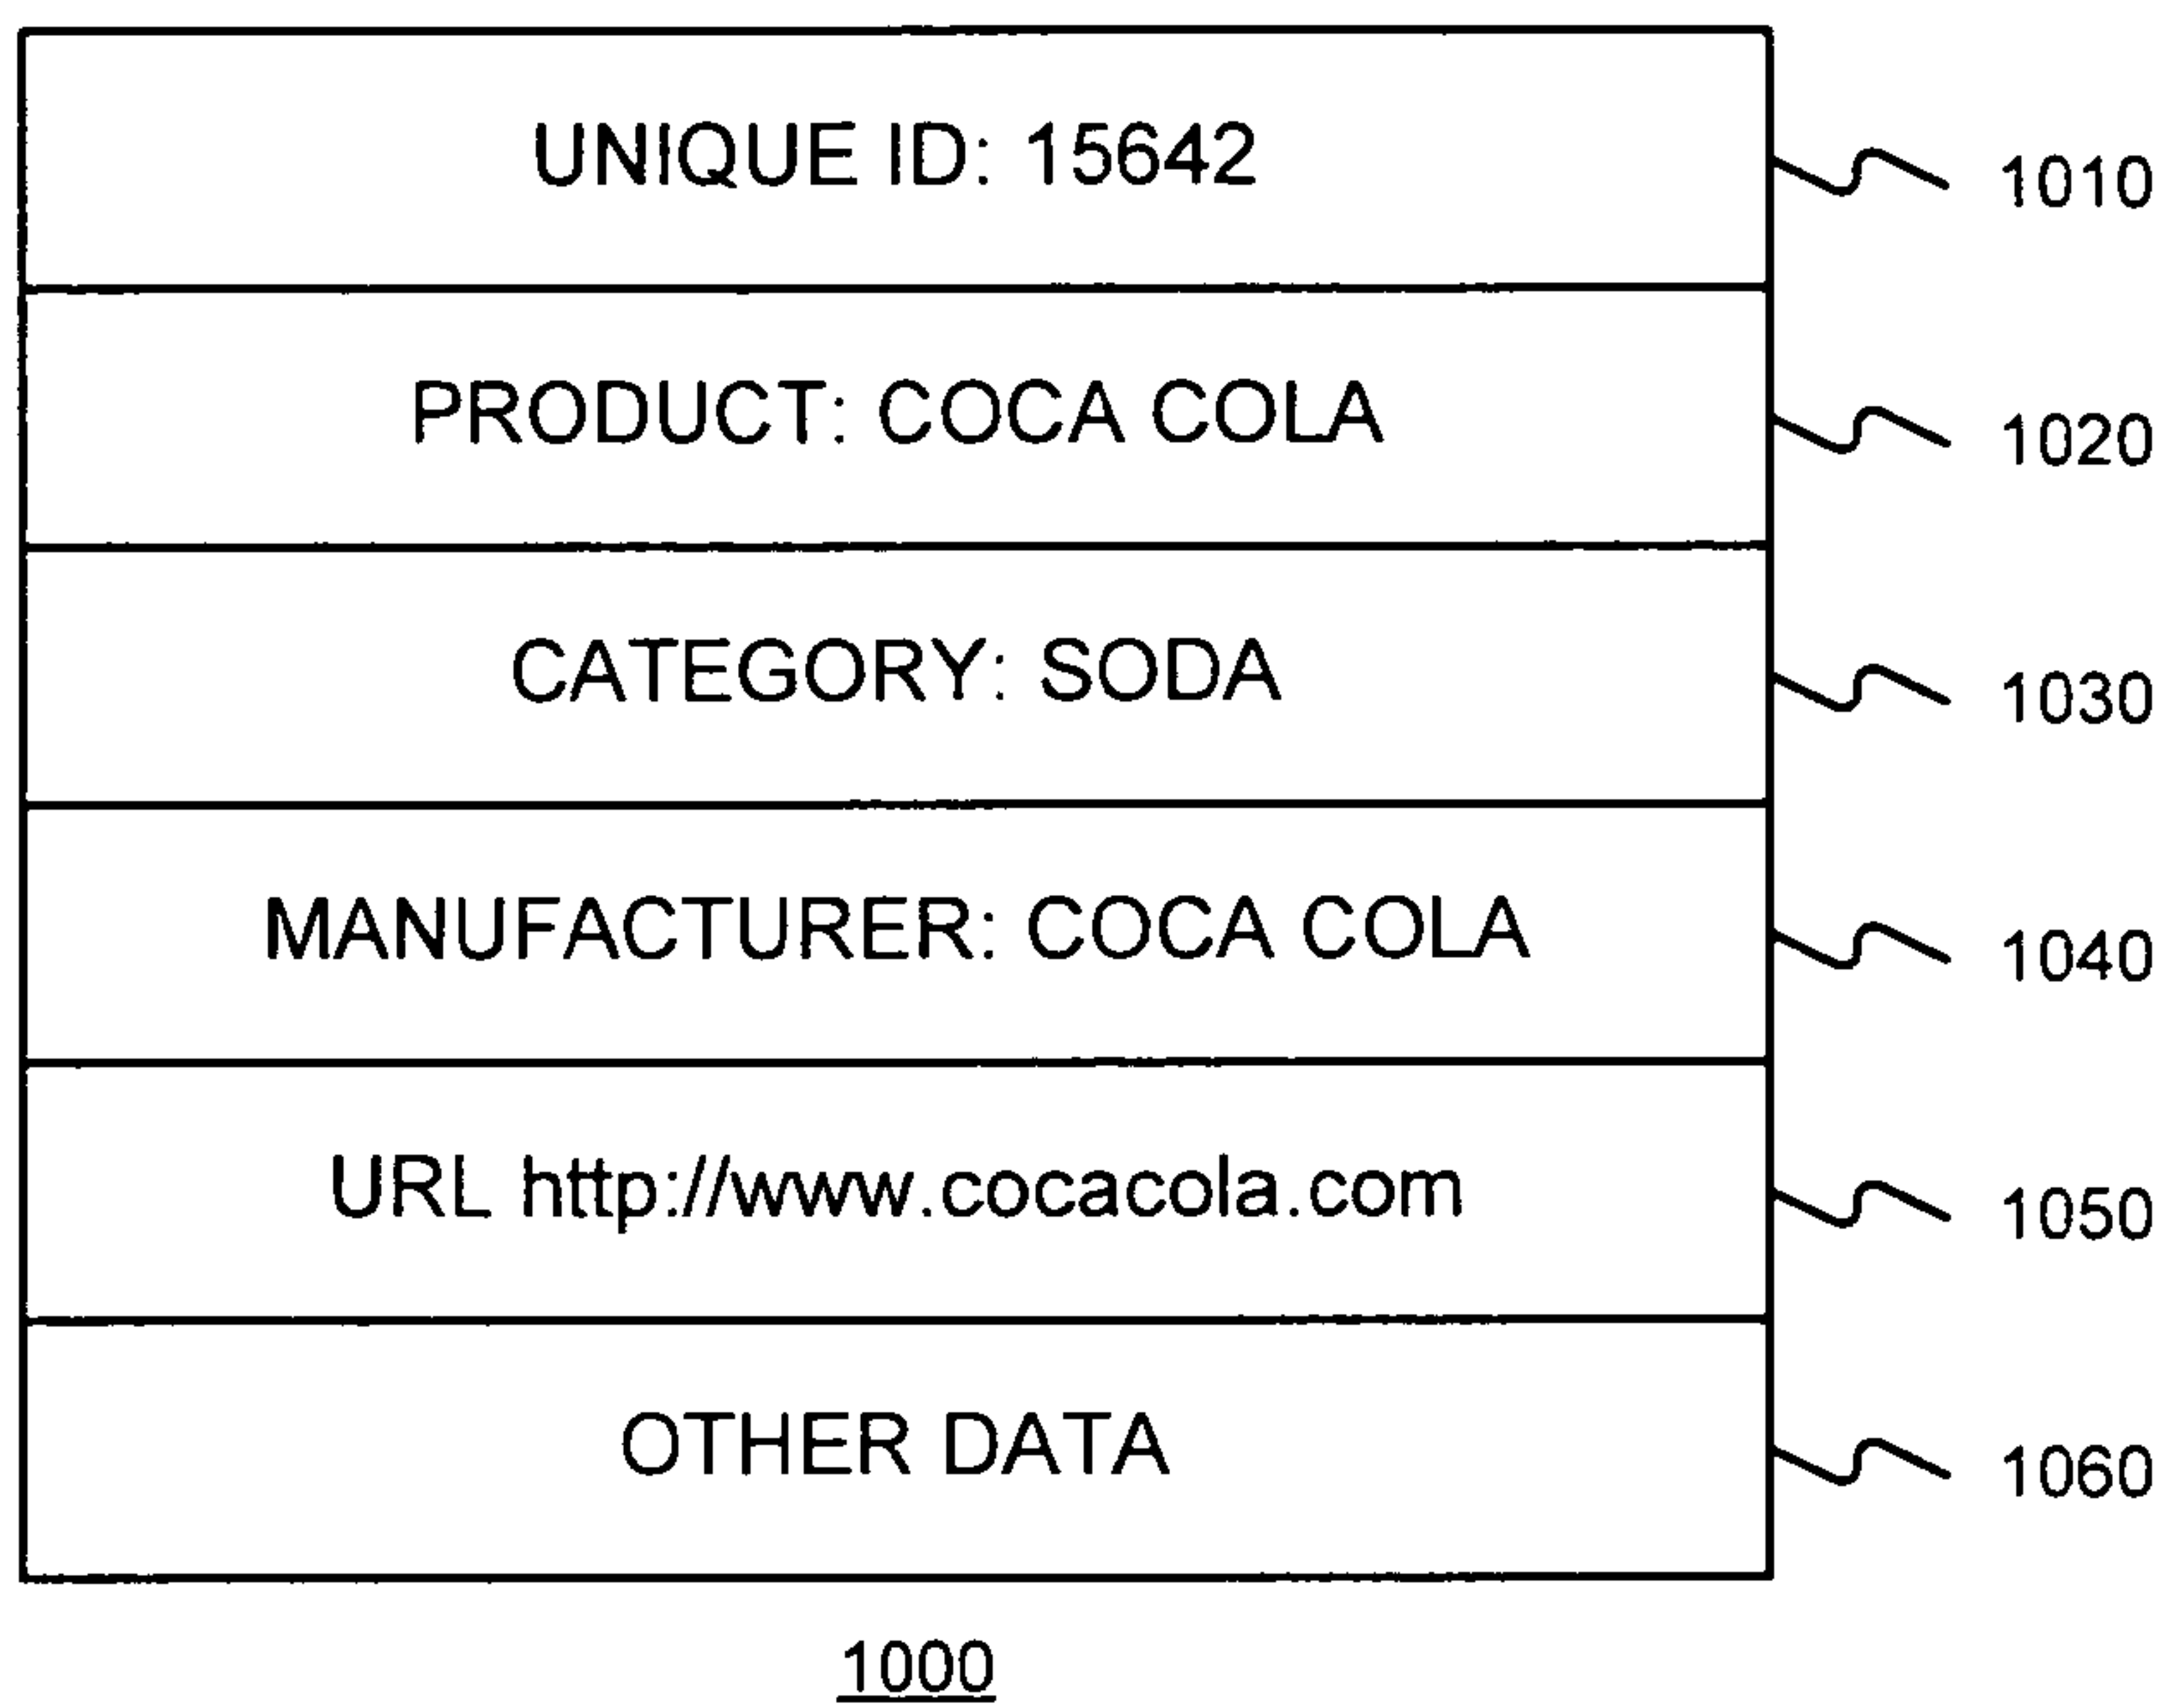 UNIQUE ID: 15642 1010
PRODUCT: COCA COLA 1020
CATEGORY: SODA 1030
MANUFACTURER: COCA COLA 1040
URL http://www.cocacola.com 1050
OTHER DATA 1060
1000